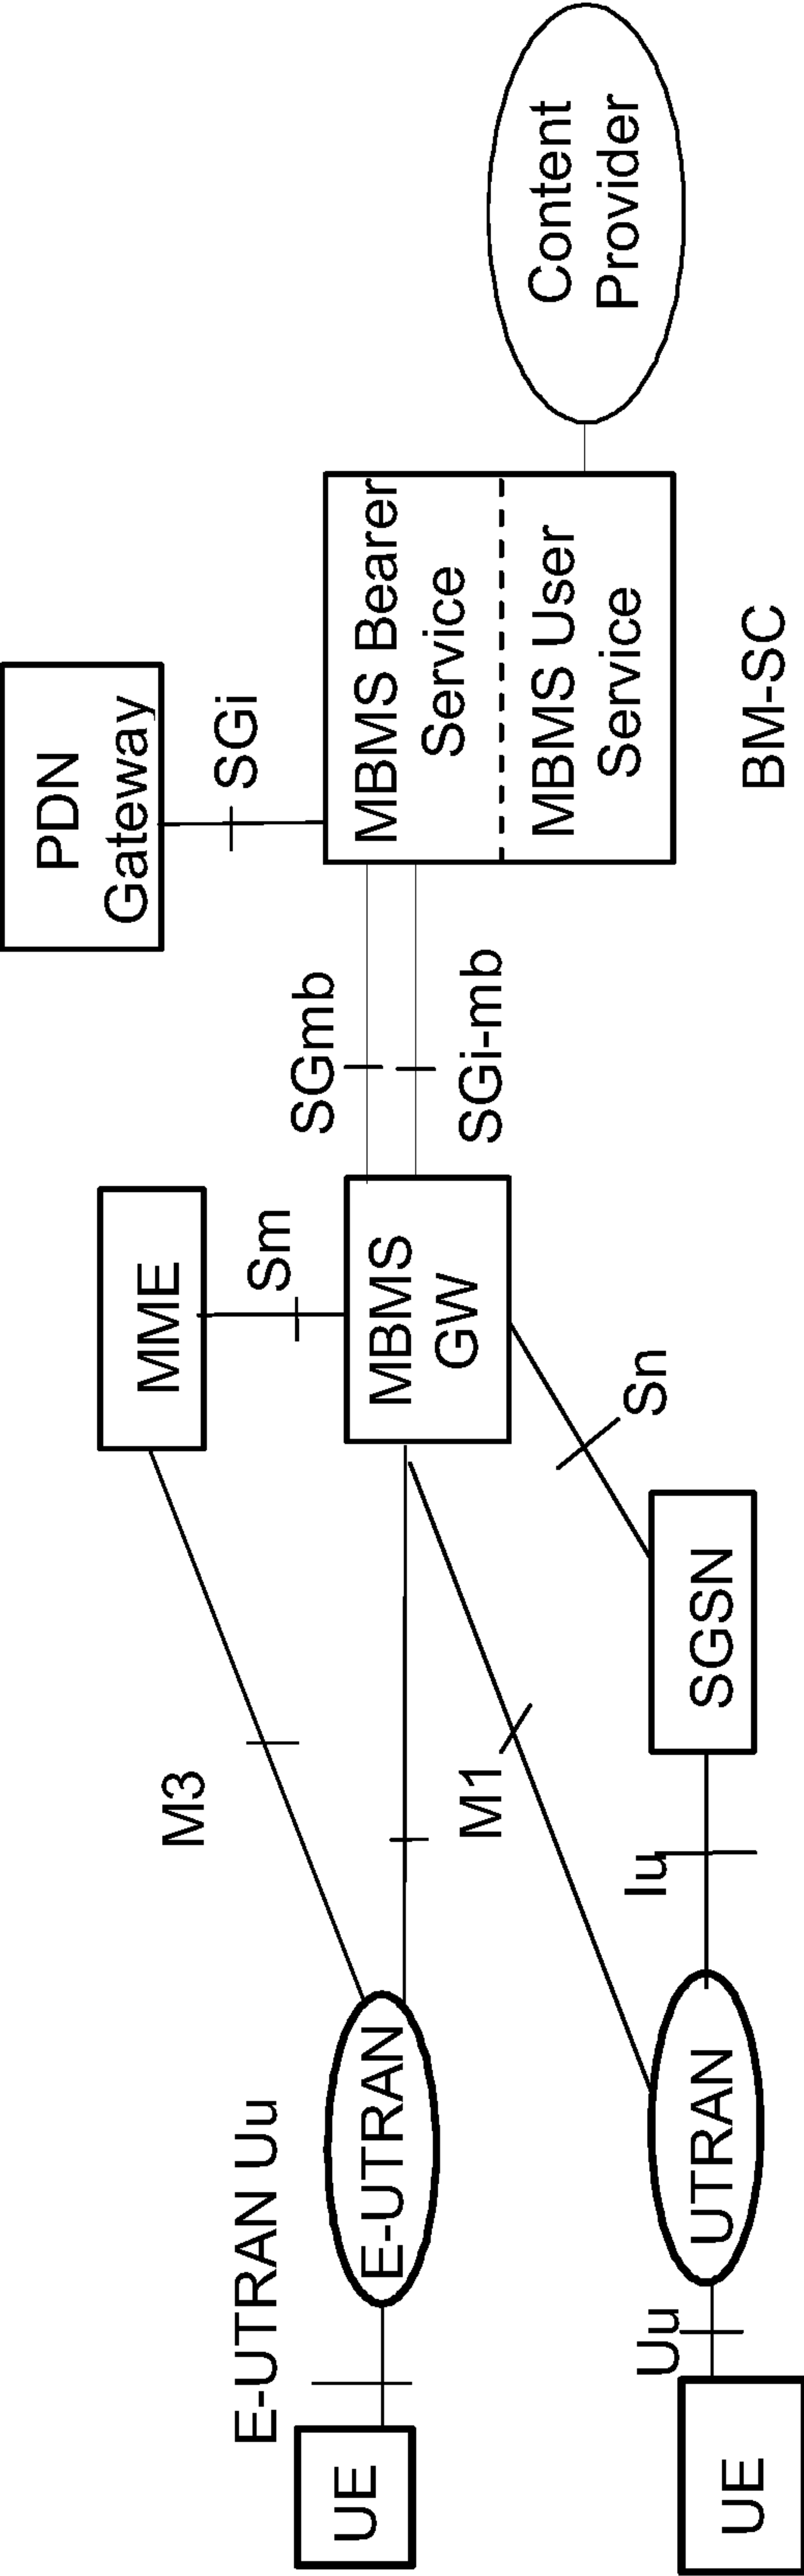 PDN
Gateway
SGi
MME
Sm
M3
SGmb
SGi-mb
MBMS Bearer
Service
MBMS User
Service
BM-SC
Content
Provider
MBMS
GW
E-UTRAN Uu
UE
E-UTRAN
M1
Sn
SGSN
Iu
UTRAN
Uu
UE